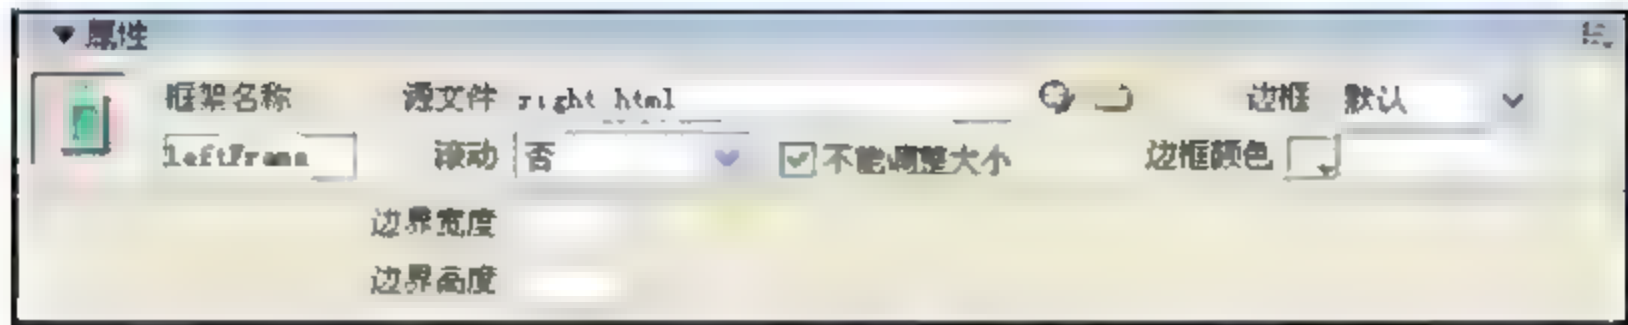 属性
框架名称 源文件 right.html 边框 默认
leftFrame 滚动 否 不能调整大小 边框颜色
边界宽度
边界高度